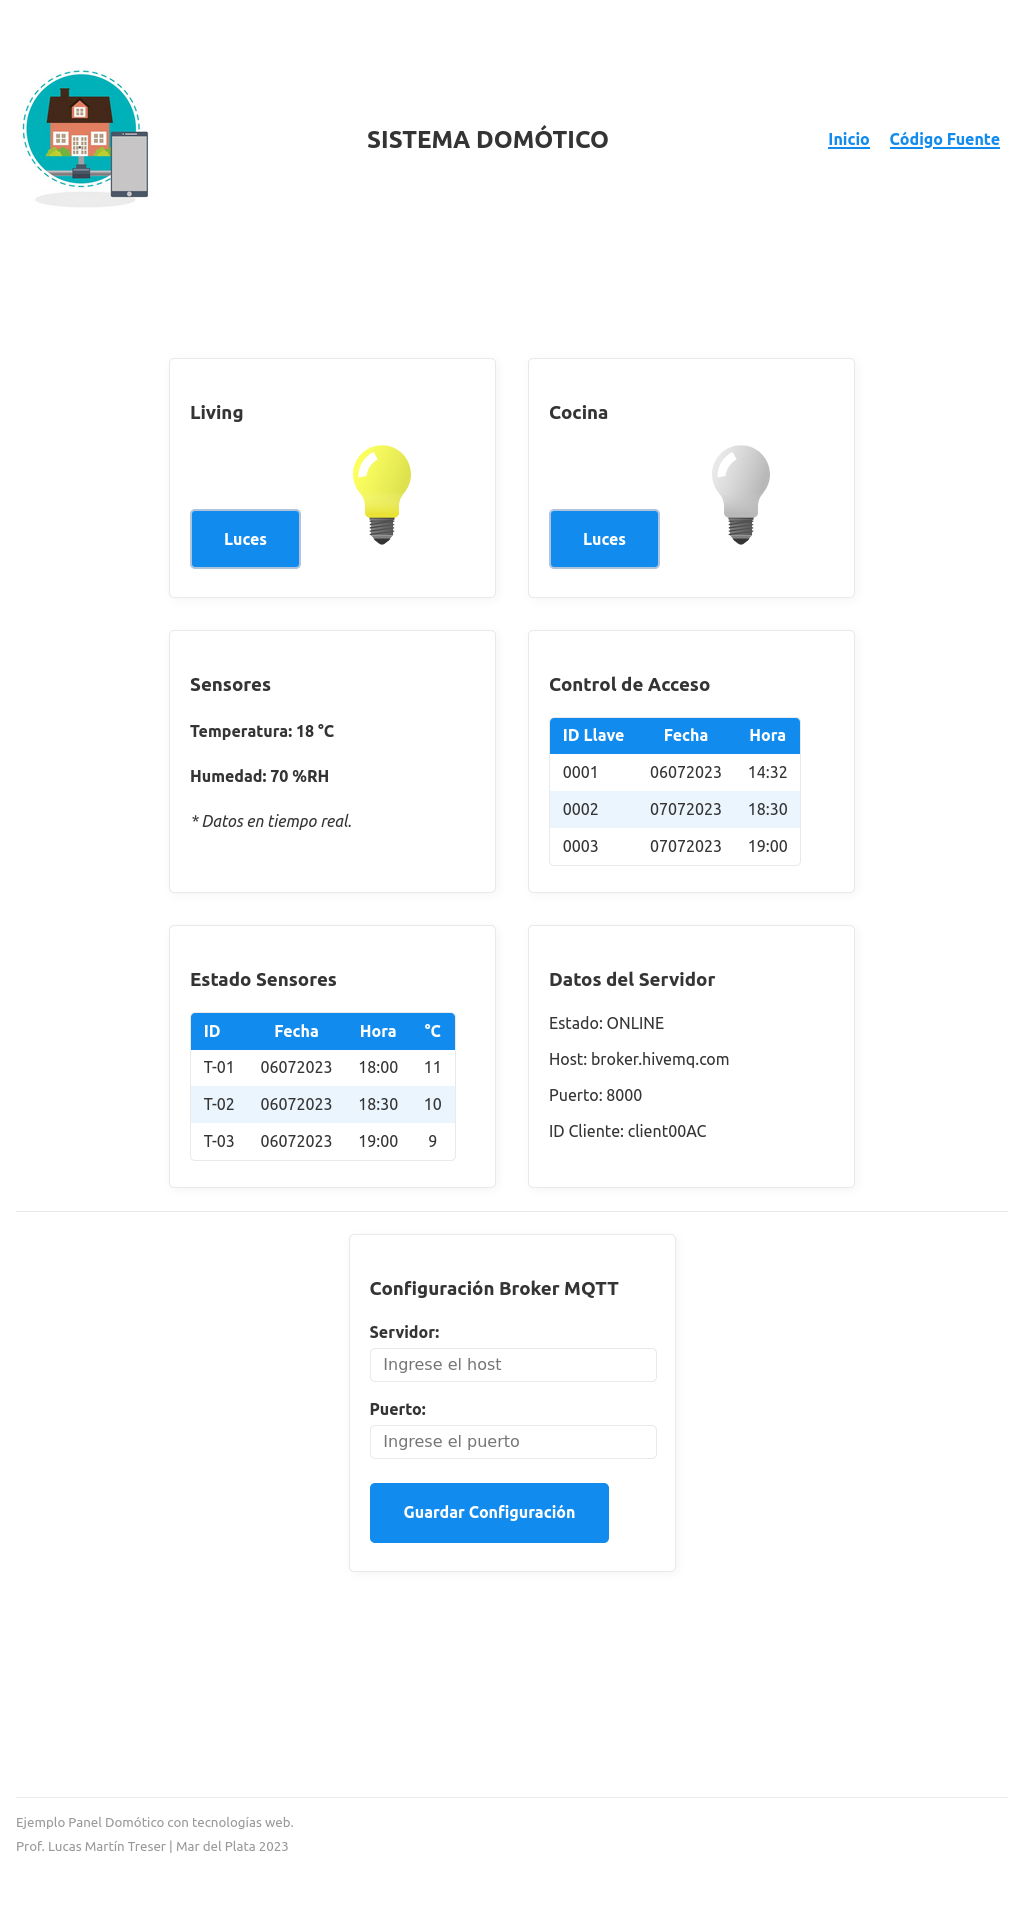 SISTEMA DOMÓTICO
Inicio Código Fuente
Living
Luces
Cocina
Luces
Sensores
Temperatura: 18 °C
Humedad: 70 %RH
* Datos en tiempo real.
Control de Acceso
ID Llave Fecha Hora
0001 06072023 14:32
0002 07072023 18:30
0003 07072023 19:00
Estado Sensores
ID Fecha Hora °C
T-01 06072023 18:00 11
T-02 06072023 18:30 10
T-03 06072023 19:00 9
Datos del Servidor
Estado: ONLINE
Host: broker.hivemq.com
Puerto: 8000
ID Cliente: client00AC
Configuración Broker MQTT
Servidor:
Ingrese el host
Puerto:
Ingrese el puerto
Guardar Configuración
Ejemplo Panel Domótico con tecnologías web.
Prof. Lucas Martín Treser | Mar del Plata 2023